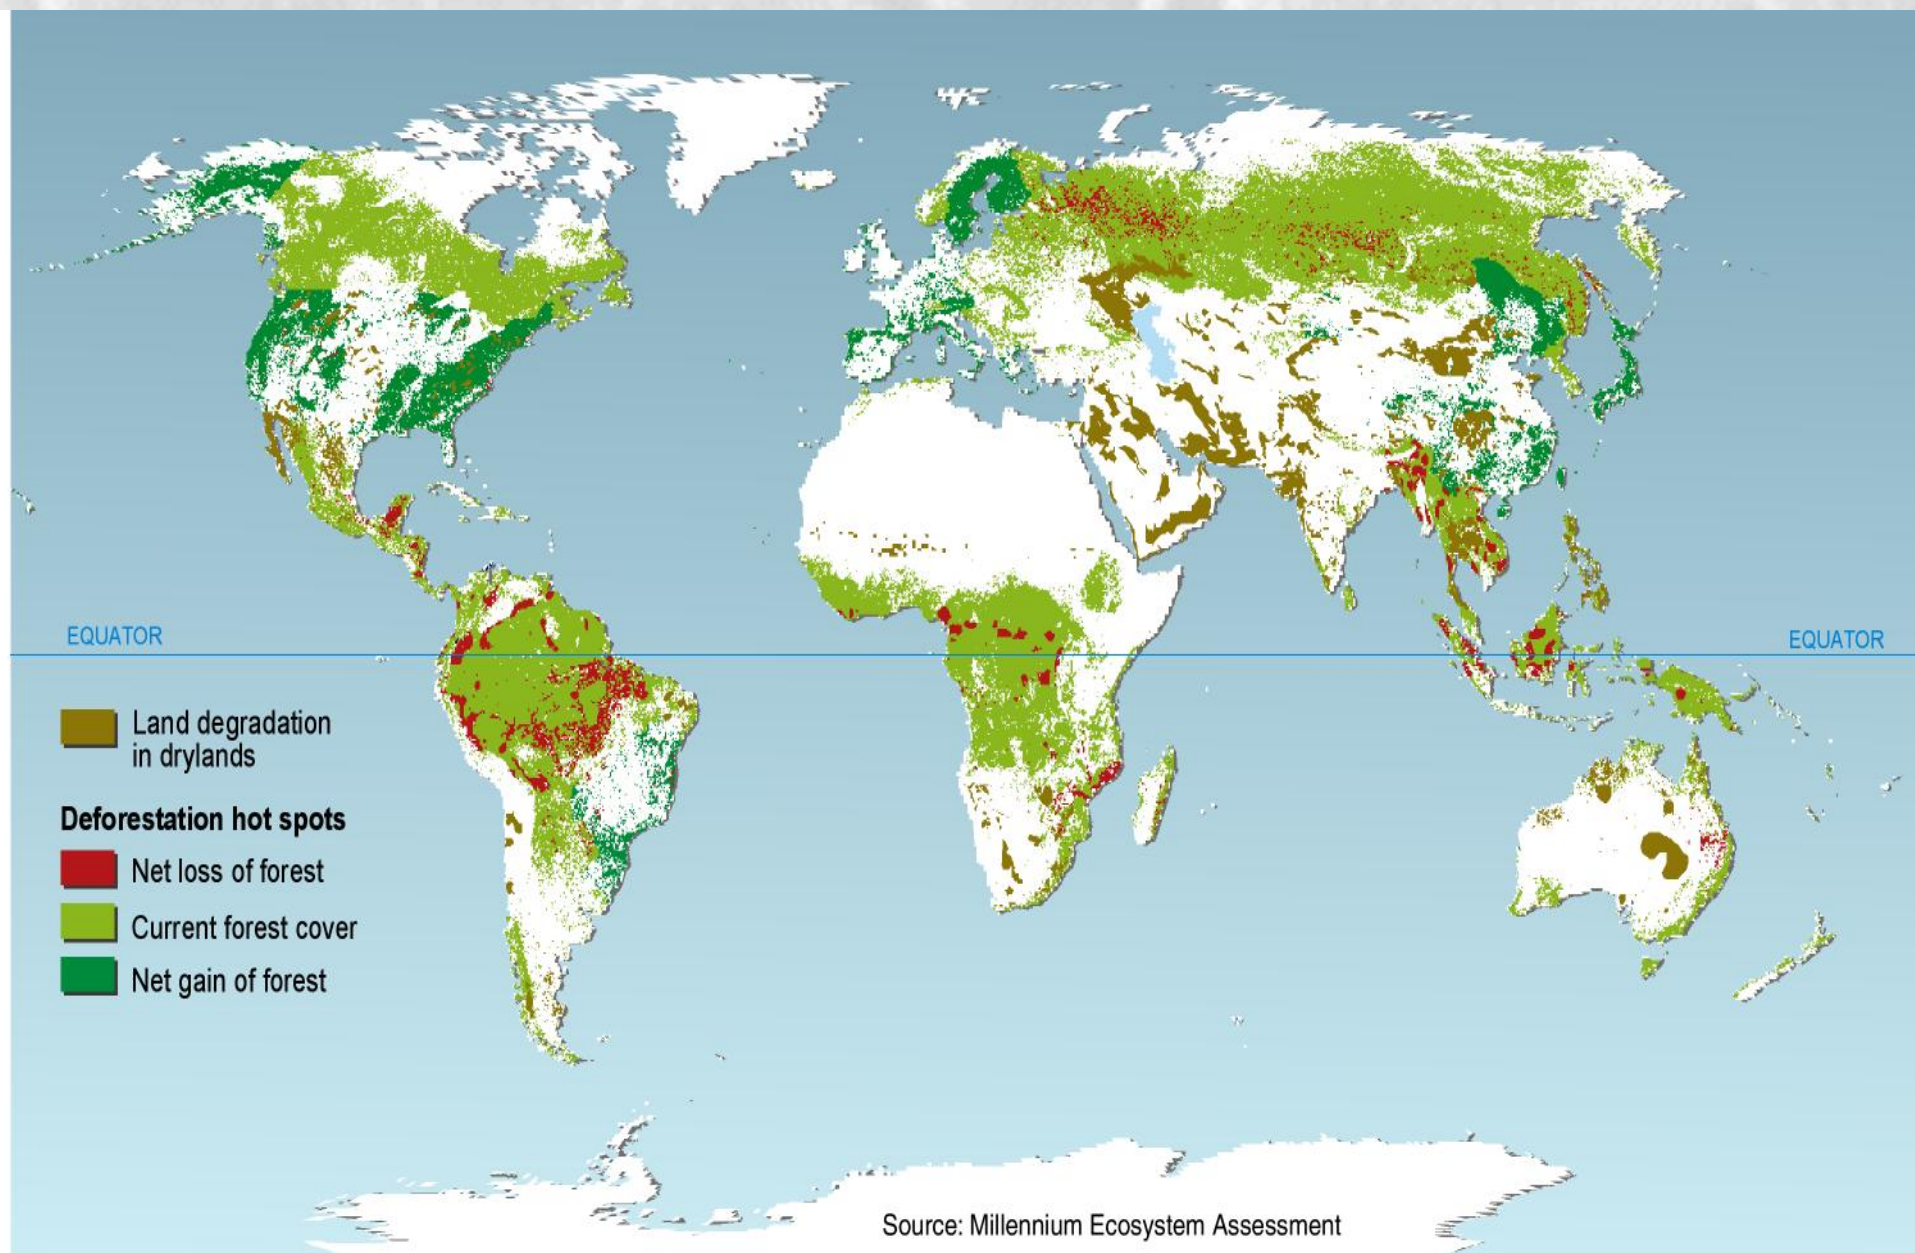 EQUATOR
EQUATOR
Land degradation
in drylands
Deforestation hot spots
Net loss of forest
Current forest cover
Net gain of forest
Source: Millennium Ecosystem Assessment